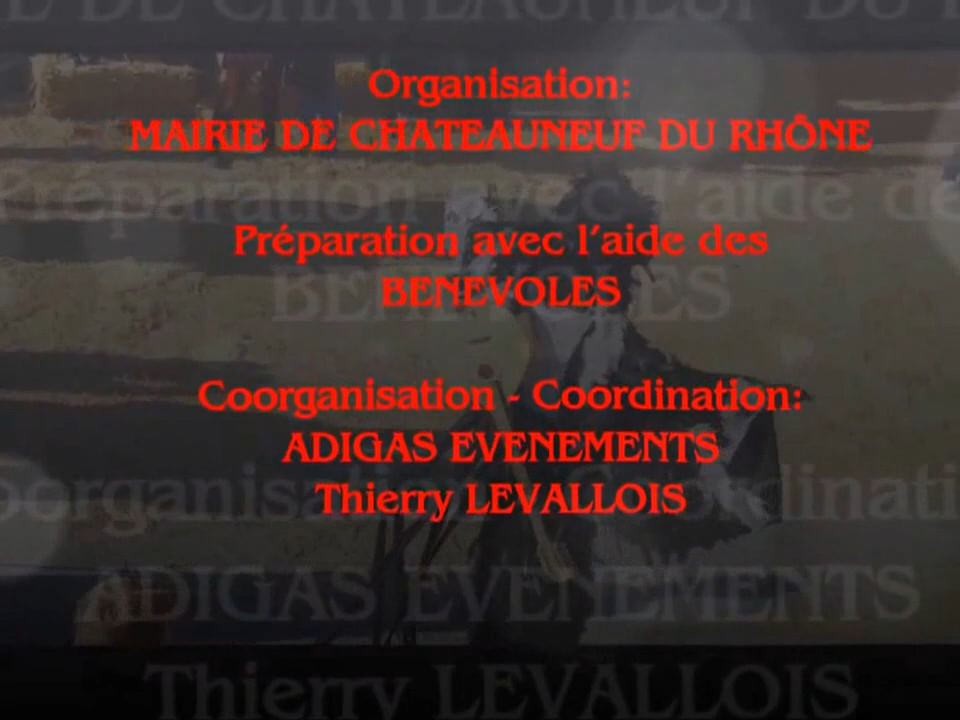 Organisation:
MAIRIE DE CHATEAUNEUF DU RHÔNE
Préparation avec l'aide des
BENEVOLES
Coorganisation - Coordination:
ADIGAS EVENEMENTS
Thierry LEVALLOIS